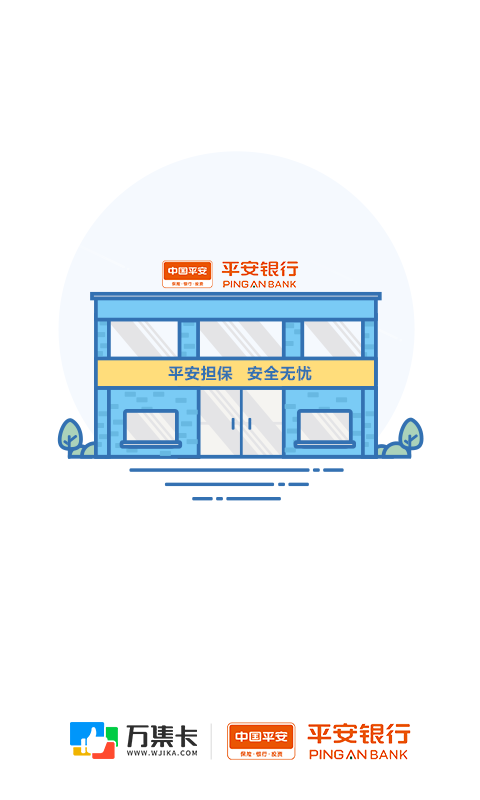 中国平安
保险·银行·投资
平安银行
PING AN BANK
平安担保 安全无忧
万集卡
WWW.WJIKA.COM
中国平安
保险·银行·投资
平安银行
PING AN BANK